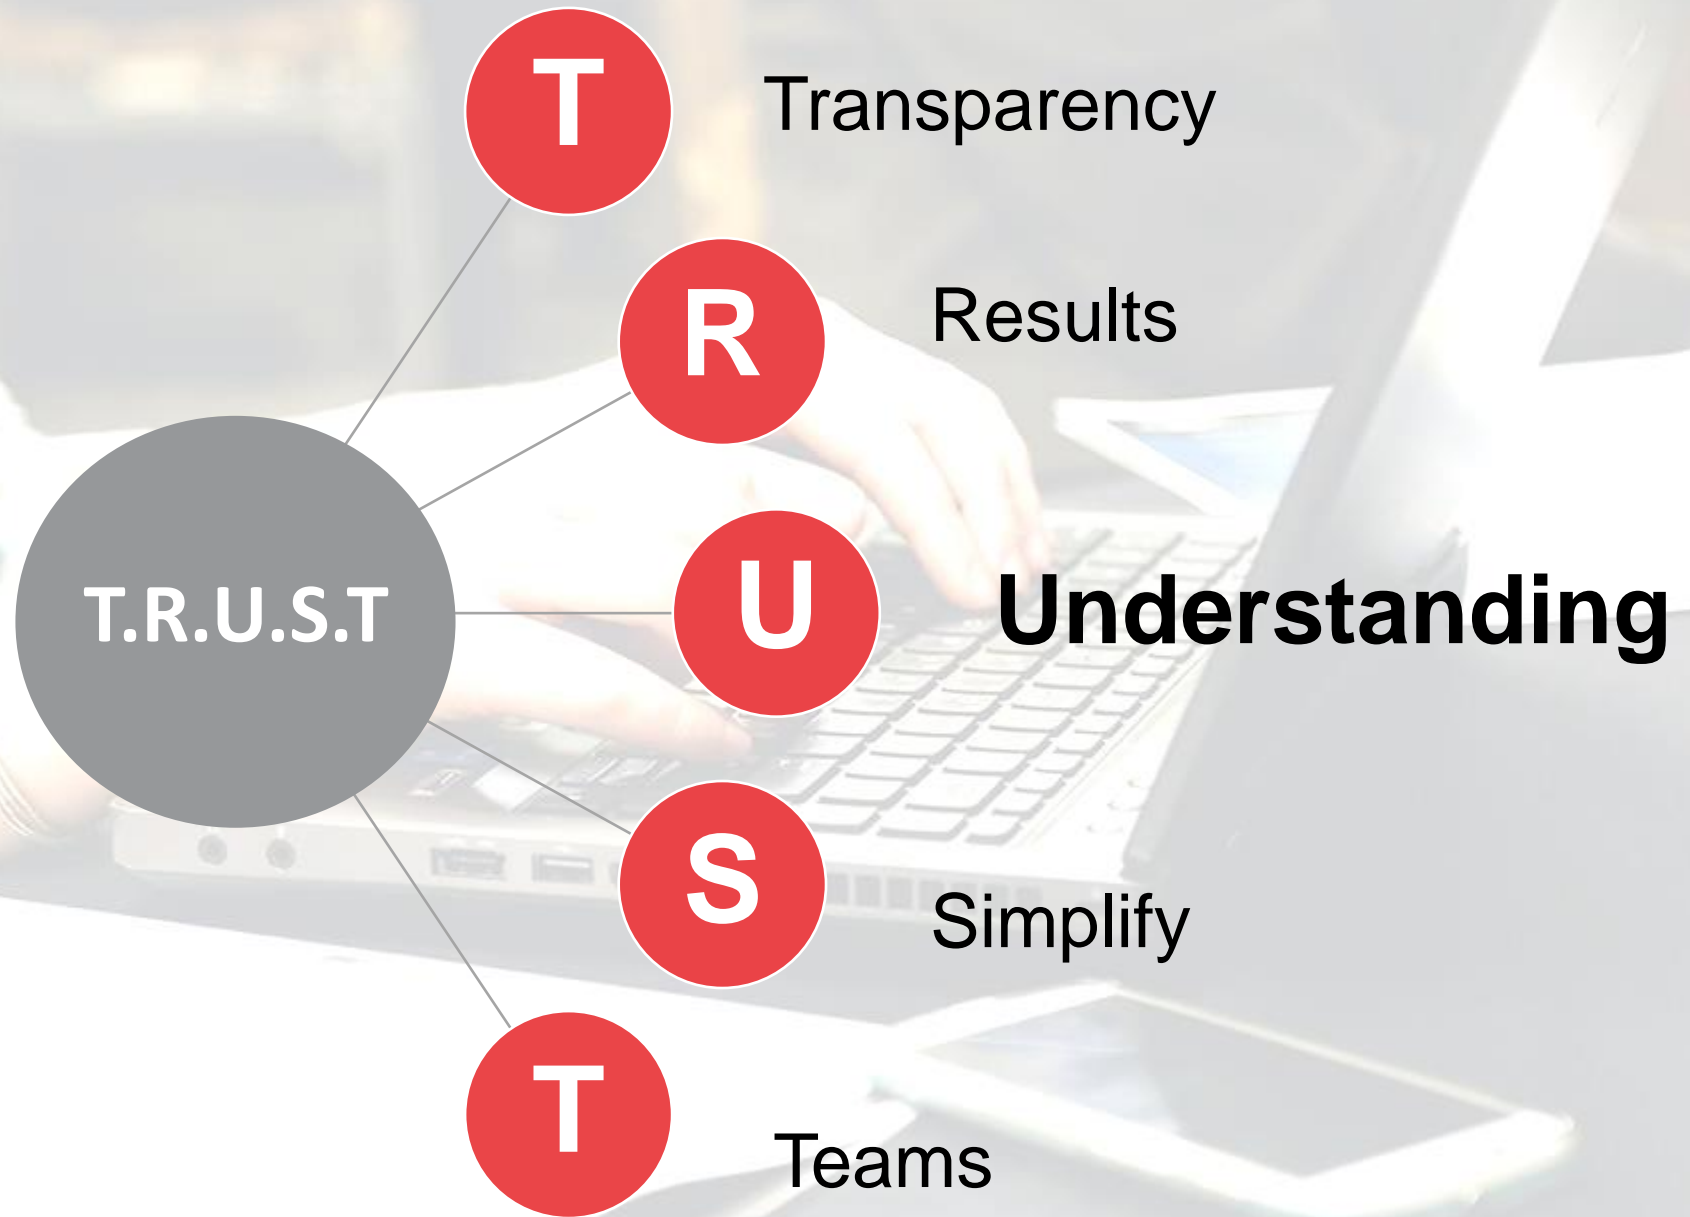 T
Transparency
R
Results
T.R.U.S.T
U
Understanding
S
Simplify
T
Teams